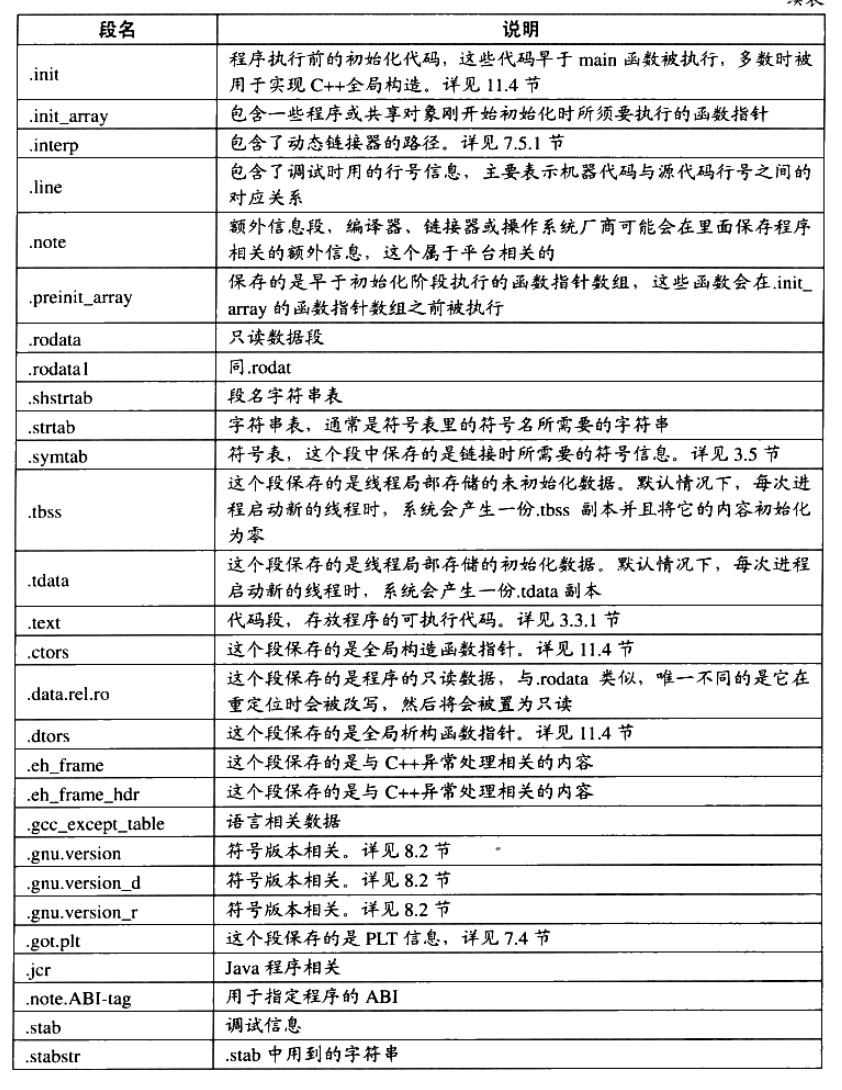 续表
段名 说明
.init 程序执行前的初始化代码，这些代码早于 main 函数被执行，多数时被
用于实现 C++全局构造。详见 11.4 节
.init_array 包含一些程序或共享对象刚开始初始化时所须要执行的函数指针
.interp 包含了动态链接器的路径。详见 7.5.1 节
.line 包含了调试时用的行号信息，主要表示机器代码与源代码行号之间的
对应关系
.note 额外信息段，编译器、链接器或操作系统厂商可能会在里面保存程序
相关的额外信息，这个属于平台相关的
.preinit_array 保存的是早于初始化阶段执行的函数指针数组，这些函数会在.init_
array 的函数指针数组之前被执行
.rodata 只读数据段
.rodata1 同.rodat
.shstrtab 段名字符串表
.strtab 字符串表，通常是符号表里的符号名所需要的字符串
.symtab 符号表，这个段中保存的是链接时所需要的符号信息。详见 3.5 节
.tbss 这个段保存的是线程局部存储的未初始化数据。默认情况下，每次进
程启动新的线程时，系统会产生一份.tbss 副本并且将它的内容初始化
为零
.tdata 这个段保存的是线程局部存储的初始化数据。默认情况下，每次进程
启动新的线程时，系统会产生一份.tdata 副本
.text 代码段，存放程序的可执行代码。详见 3.3.1 节
.ctors 这个段保存的是全局构造函数指针。详见 11.4 节
.data.rel.ro 这个段保存的是程序的只读数据，与.rodata 类似，唯一不同的是它在
重定位时会被改写，然后将会被置为只读
.dtors 这个段保存的是全局析构函数指针。详见 11.4 节
.eh_frame 这个段保存的是与 C++异常处理相关的内容
.eh_frame_hdr 这个段保存的是与 C++异常处理相关的内容
.gcc_except_table 语言相关数据
.gnu.version 符号版本相关。详见 8.2 节
.gnu.version_d 符号版本相关。详见 8.2 节
.gnu.version_r 符号版本相关。详见 8.2 节
.got.plt 这个段保存的是 PLT 信息，详见 7.4 节
.jcr Java 程序相关
.note.ABI-tag 用于指定程序的 ABI
.stab 调试信息
.stabstr .stab 中用到的字符串